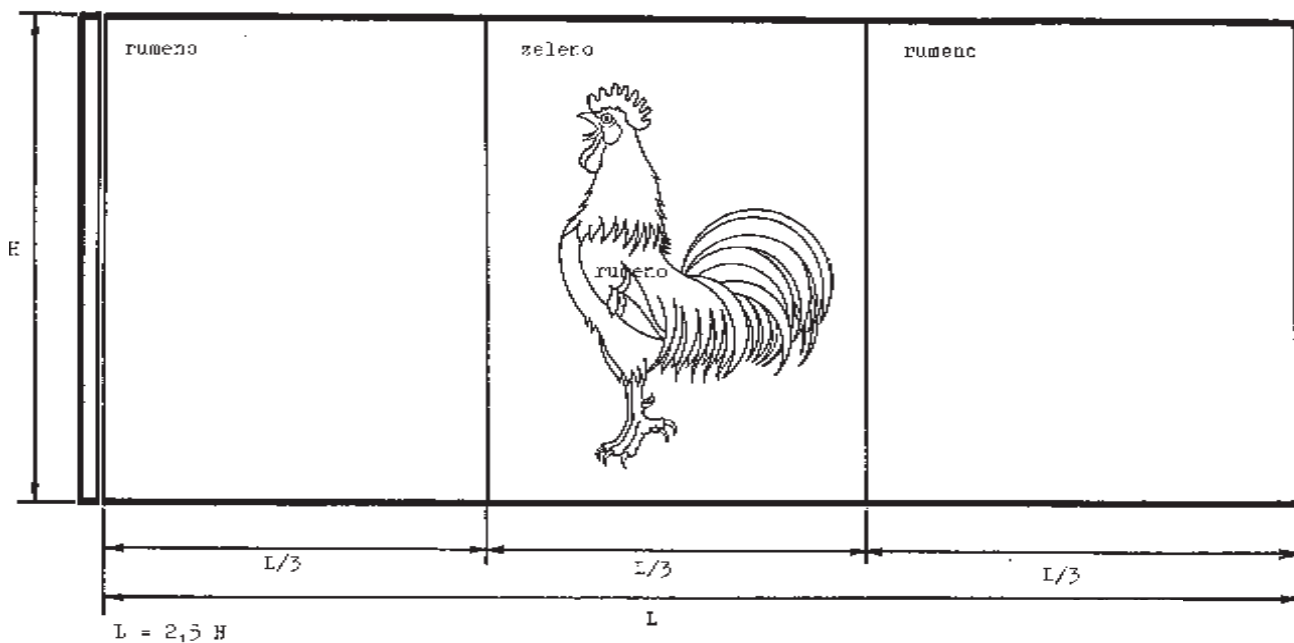 rumeno zeleno rumeno
H
rumeno
L/3 L/3 L/3
L
L = 2,5 H